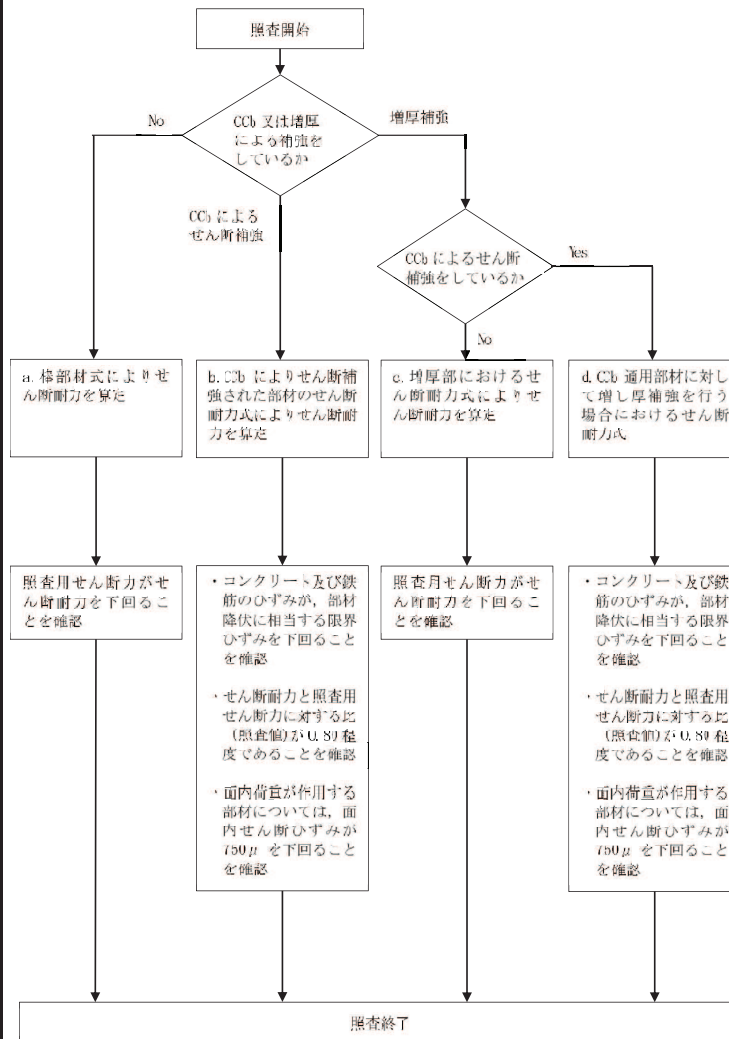 照査開始
CCb 又は増厚
による補強を
しているか
No
増厚補強
CCb による
せん断補強
CCb によるせん断
補強をしているか
Yes
No
a. 棒部材式によりせ
ん断耐力を算定
b. CCb によりせん断補
強された部材のせん断
耐力式によりせん断耐
力を算定
c. 増厚部におけるせ
ん断耐力式によりせ
ん断耐力を算定
d. CCb 適用部材に対し
て増し厚補強を行う
場合におけるせん断
耐力式
照査用せん断力がせ
ん断耐力を下回るこ
とを確認
・コンクリート及び鉄
筋のひずみが，部材
降伏に相当する限界
ひずみを下回ること
を確認
・せん断耐力と照査用
せん断力に対する比
（照査値）が 0.80 程
度であることを確認
・面内荷重が作用する
部材については，面
内せん断ひずみが
750μ を下回ること
を確認
照査用せん断力がせ
ん断耐力を下回るこ
とを確認
・コンクリート及び鉄
筋のひずみが，部材
降伏に相当する限界
ひずみを下回ること
を確認
・せん断耐力と照査用
せん断力に対する比
（照査値）が 0.80 程
度であることを確認
・面内荷重が作用する
部材については，面
内せん断ひずみが
750μ を下回ること
を確認
照査終了